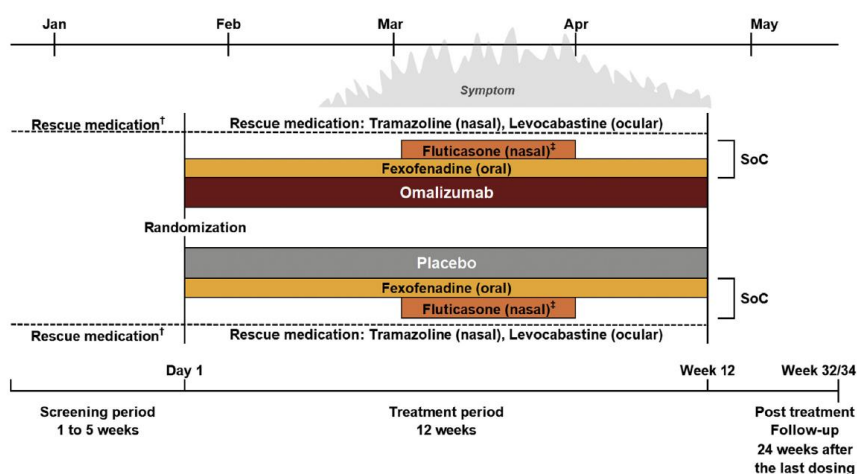 Jan Feb Mar Apr May
Symptom
Rescue medication† Rescue medication: Tramazoline (nasal), Levocabastine (ocular)
Fluticasone (nasal)‡
SoC
Fexofenadine (oral)
Omalizumab
Randomization
Placebo
Fexofenadine (oral)
SoC
Fluticasone (nasal)‡
Rescue medication† Rescue medication: Tramazoline (nasal), Levocabastine (ocular)
Day 1 Week 12 Week 32/34
Screening period
1 to 5 weeks
Treatment period
12 weeks
Post treatment
Follow-up
24 weeks after
the last dosing